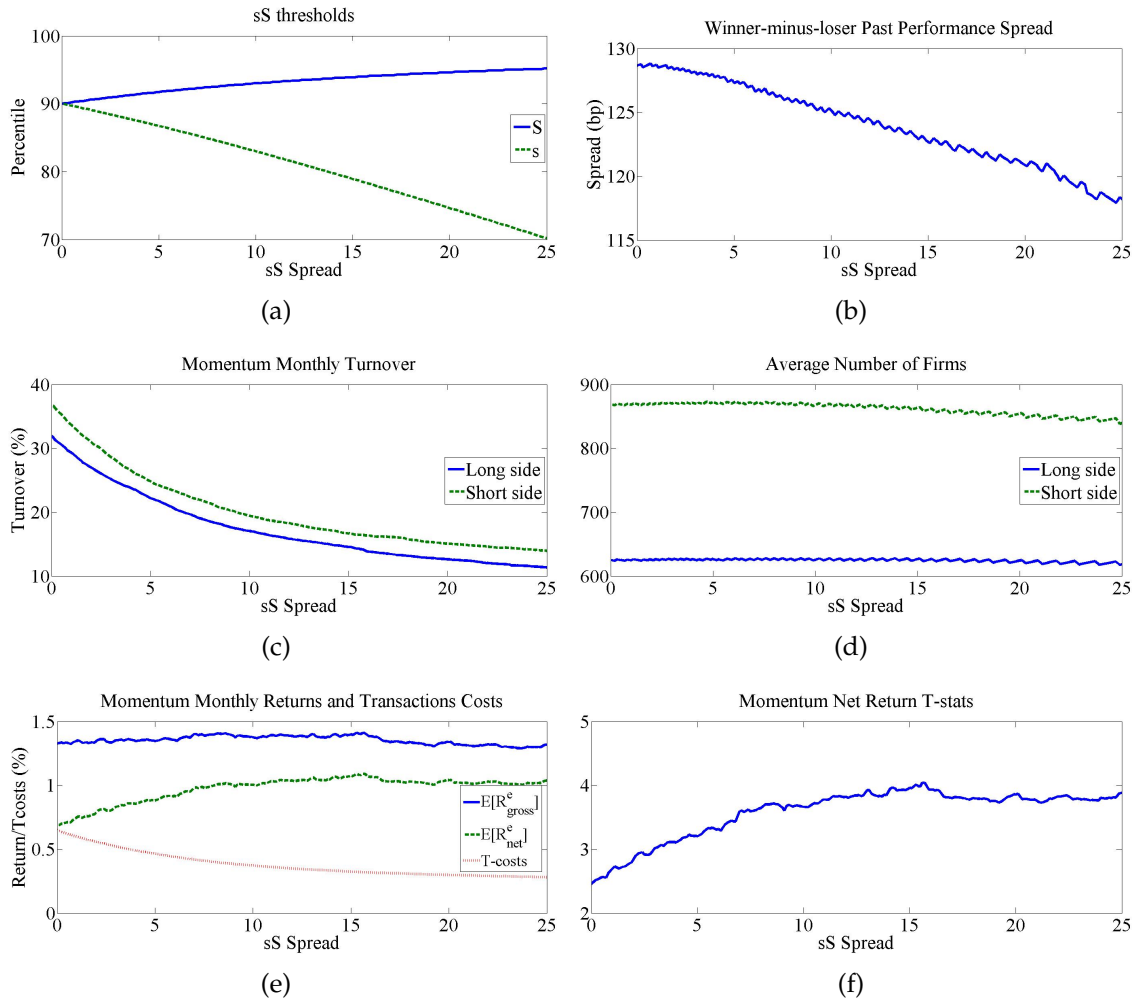 sS thresholds
100
90
80
70
Percentile
S
s
0 5 10 15 20 25
sS Spread
(a)
Winner-minus-loser Past Performance Spread
130
125
120
115
Spread (bp)
0 5 10 15 20 25
sS Spread
(b)
Momentum Monthly Turnover
40
30
20
10
Turnover (%)
Long side
Short side
0 5 10 15 20 25
sS Spread
(c)
Average Number of Firms
900
800
700
600
Long side
Short side
0 5 10 15 20 25
sS Spread
(d)
Momentum Monthly Returns and Transactions Costs
1.5
1
0.5
0
Return/Tcosts (%)
E[R^e_gross]
E[R^e_net]
T-costs
0 5 10 15 20 25
sS Spread
(e)
Momentum Net Return T-stats
5
4
3
2
0 5 10 15 20 25
sS Spread
(f)